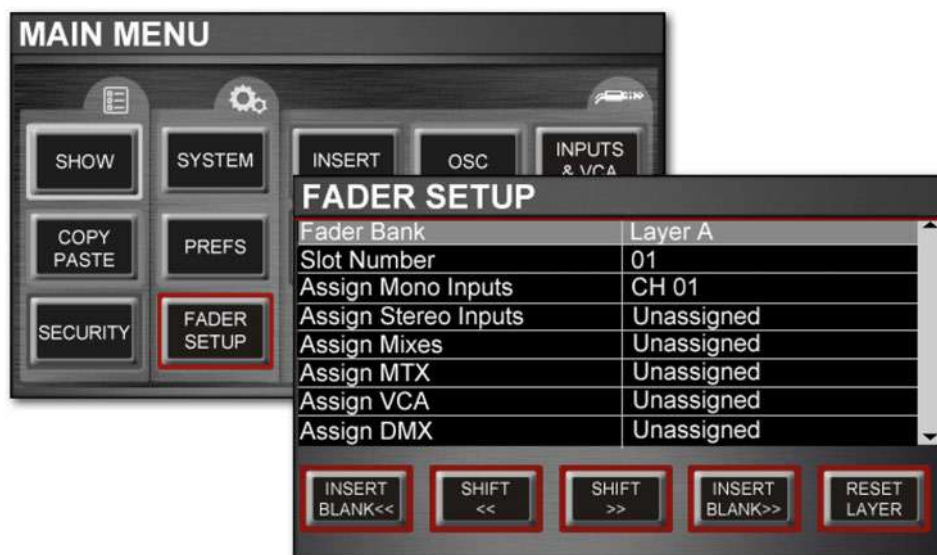 MAIN MENU
SHOW
SYSTEM
INSERT
OSC
INPUTS
& VCA
COPY
PASTE
PREFS
SECURITY
FADER
SETUP
FADER SETUP
Fader Bank Layer A
Slot Number 01
Assign Mono Inputs CH 01
Assign Stereo Inputs Unassigned
Assign Mixes Unassigned
Assign MTX Unassigned
Assign VCA Unassigned
Assign DMX Unassigned
INSERT
BLANK<<
SHIFT
<<
SHIFT
>>
INSERT
BLANK>>
RESET
LAYER